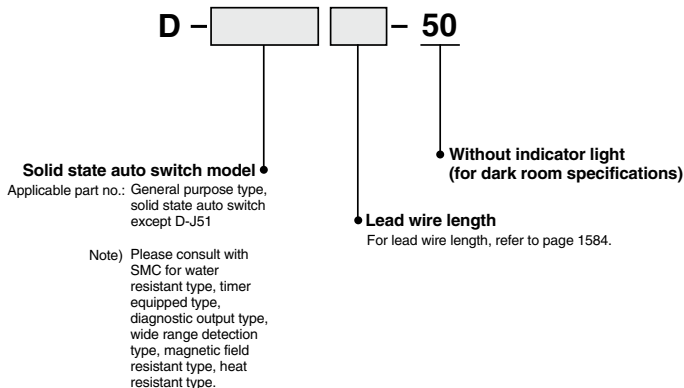 D – – 50
Solid state auto switch model
Applicable part no.: General purpose type,
solid state auto switch
except D-J51
Note) Please consult with
SMC for water
resistant type, timer
equipped type,
diagnostic output type,
wide range detection
type, magnetic field
resistant type, heat
resistant type.
Lead wire length
For lead wire length, refer to page 1584.
Without indicator light
(for dark room specifications)